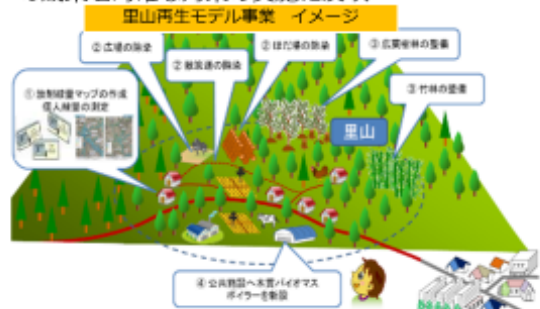 里山再生モデル事業 イメージ
② 広場の除染
② 散策道の除染
② ほだ場の除染
③ 広葉樹林の整備
① 放射線量マップの作成
個人線量の測定
③ 竹林の整備
里山
④ 公共施設へ木質バイオマス
ボイラーを新設